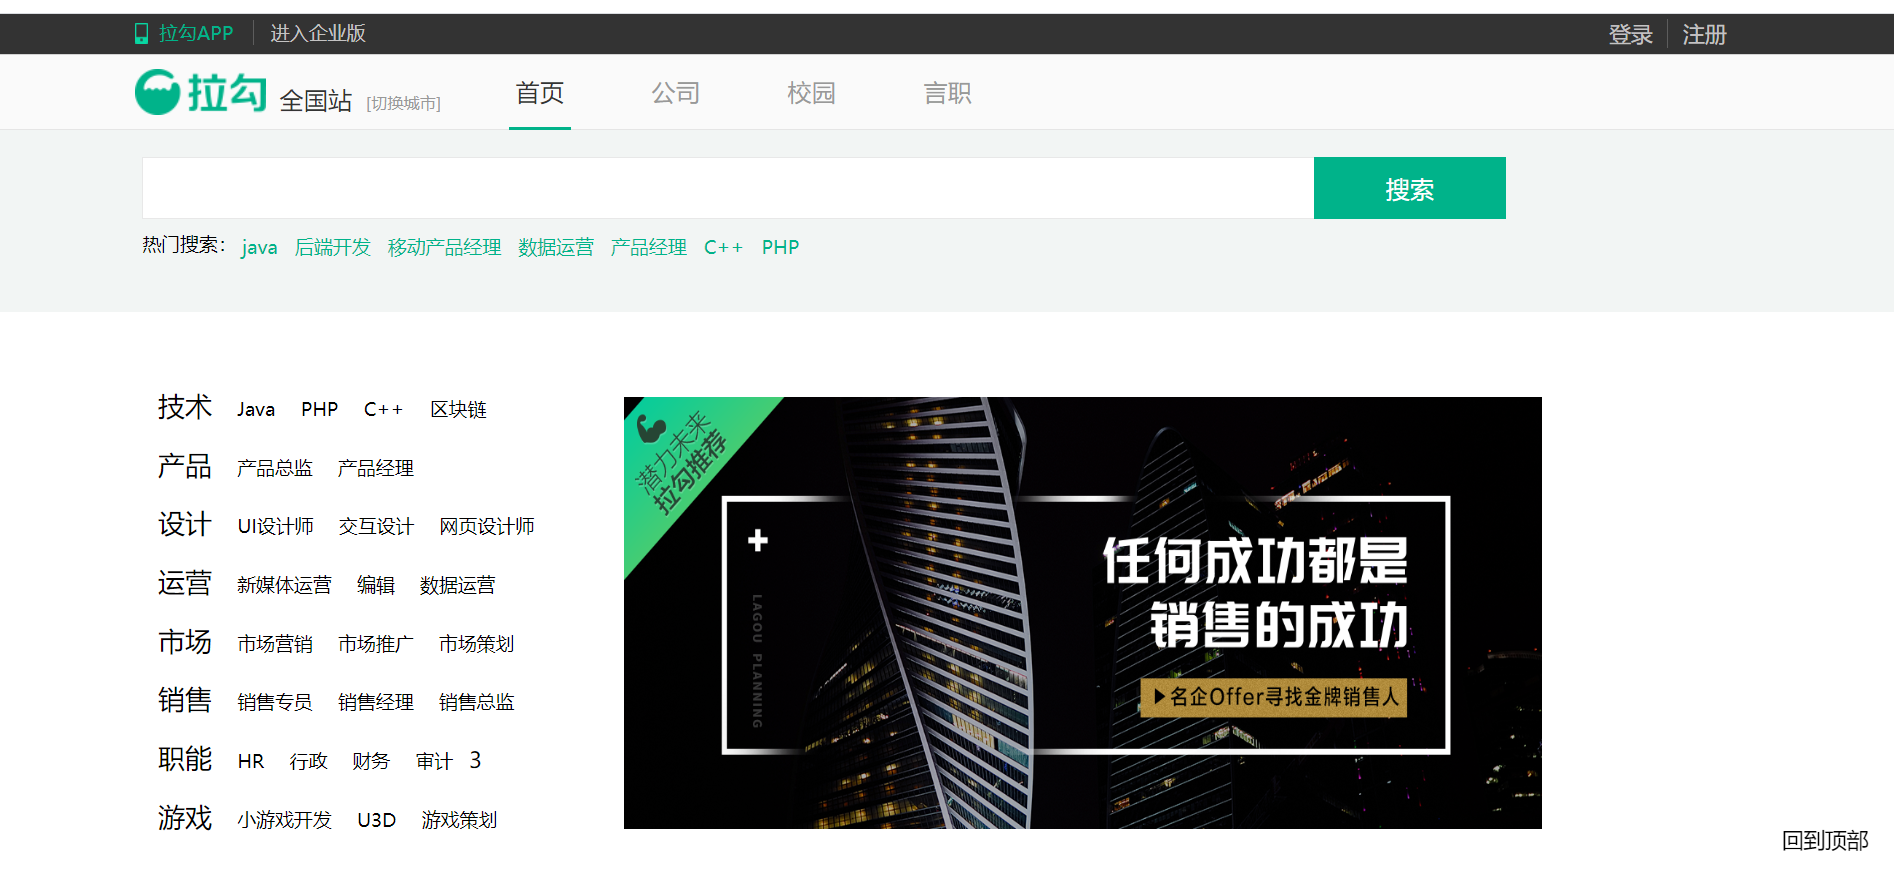 拉勾APP 进入企业版 登录 注册
拉勾 全国站 [切换城市] 首页 公司 校园 言职
搜索
热门搜索： java 后端开发 移动产品经理 数据运营 产品经理 C++ PHP
技术 Java PHP C++ 区块链
产品 产品总监 产品经理
设计 UI设计师 交互设计 网页设计师
运营 新媒体运营 编辑 数据运营
市场 市场营销 市场推广 市场策划
销售 销售专员 销售经理 销售总监
职能 HR 行政 财务 审计 3
游戏 小游戏开发 U3D 游戏策划
潜力未来
拉勾推荐
LAGOU PLANNING
任何成功都是
销售的成功
名企Offer寻找金牌销售人
回到顶部